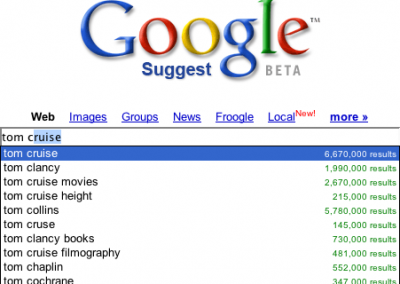 Google™
Suggest BETA
Web Images Groups News Froogle Local New! more »
tom cruise
tom cruise 6,670,000 results
tom clancy 1,990,000 results
tom cruise movies 2,670,000 results
tom cruise height 215,000 results
tom collins 5,780,000 results
tom cruse 145,000 results
tom clancy books 730,000 results
tom cruise filmography 481,000 results
tom chaplin 552,000 results
tom cochrane 347,000 results